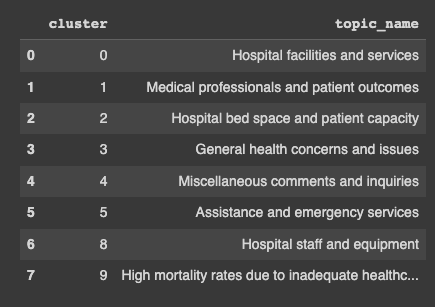 cluster topic_name
0 0 Hospital facilities and services
1 1 Medical professionals and patient outcomes
2 2 Hospital bed space and patient capacity
3 3 General health concerns and issues
4 4 Miscellaneous comments and inquiries
5 5 Assistance and emergency services
6 8 Hospital staff and equipment
7 9 High mortality rates due to inadequate healthc...